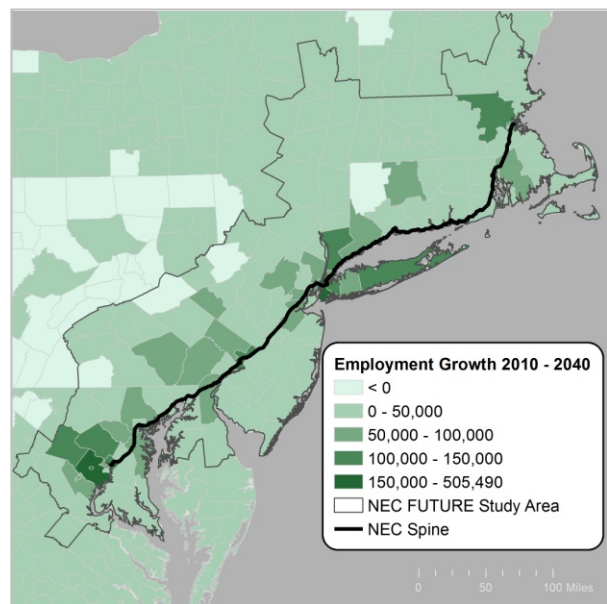 Employment Growth 2010 - 2040
< 0
0 - 50,000
50,000 - 100,000
100,000 - 150,000
150,000 - 505,490
NEC FUTURE Study Area
NEC Spine
0 50 100 Miles